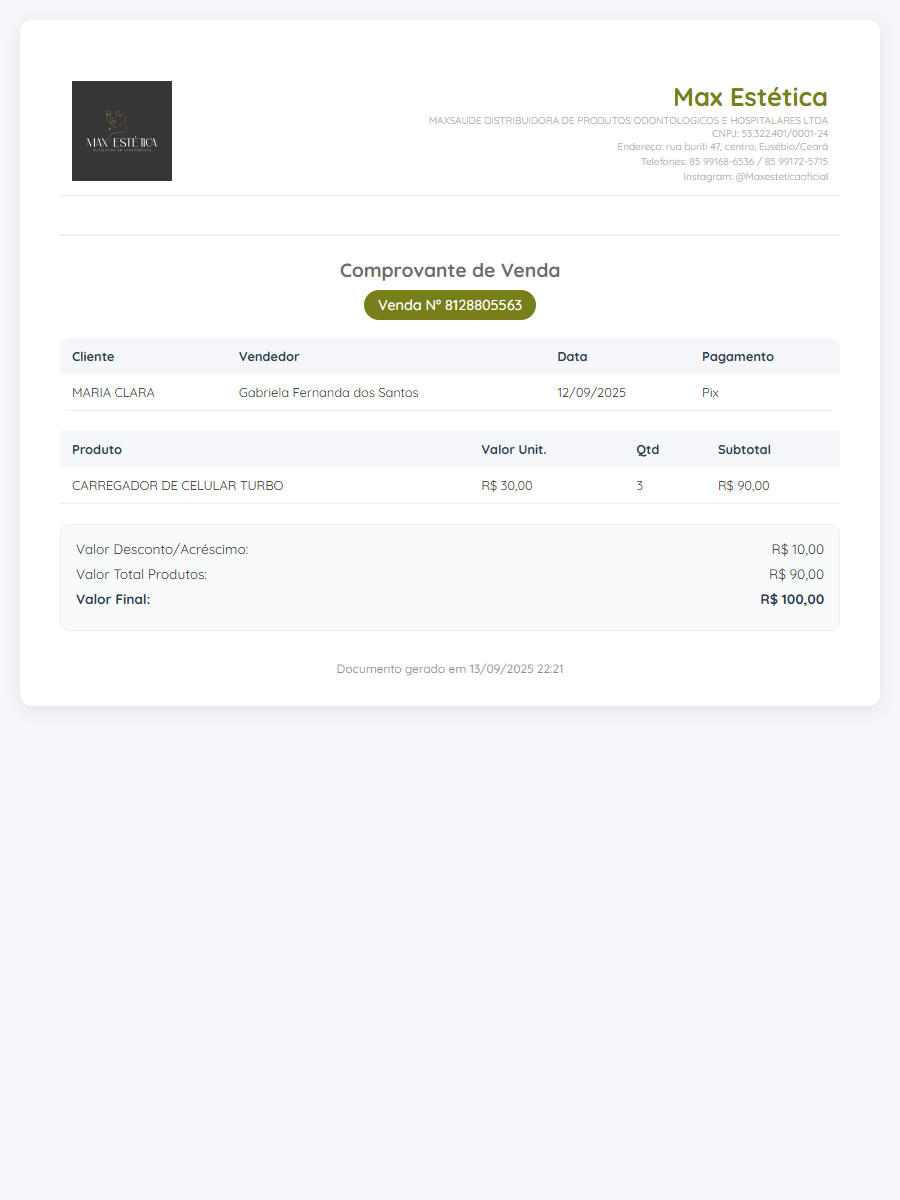 MAX ESTÉTICA
Max Estética
MAXSAUDE DISTRIBUIDORA DE PRODUTOS ODONTOLOGICOS E HOSPITALARES LTDA
CNPJ: 53.322.401/0001-24
Endereço: rua buriti 47, centro, Eusébio/Ceará
Telefones: 85 99168-6536 / 85 99172-5715
Instagram: @Maxesteticaoficial
Comprovante de Venda
Venda Nº 8128805563
Cliente Vendedor Data Pagamento
MARIA CLARA Gabriela Fernanda dos Santos 12/09/2025 Pix
Produto Valor Unit. Qtd Subtotal
CARREGADOR DE CELULAR TURBO R$ 30,00 3 R$ 90,00
Valor Desconto/Acréscimo: R$ 10,00
Valor Total Produtos: R$ 90,00
Valor Final: R$ 100,00
Documento gerado em 13/09/2025 22:21